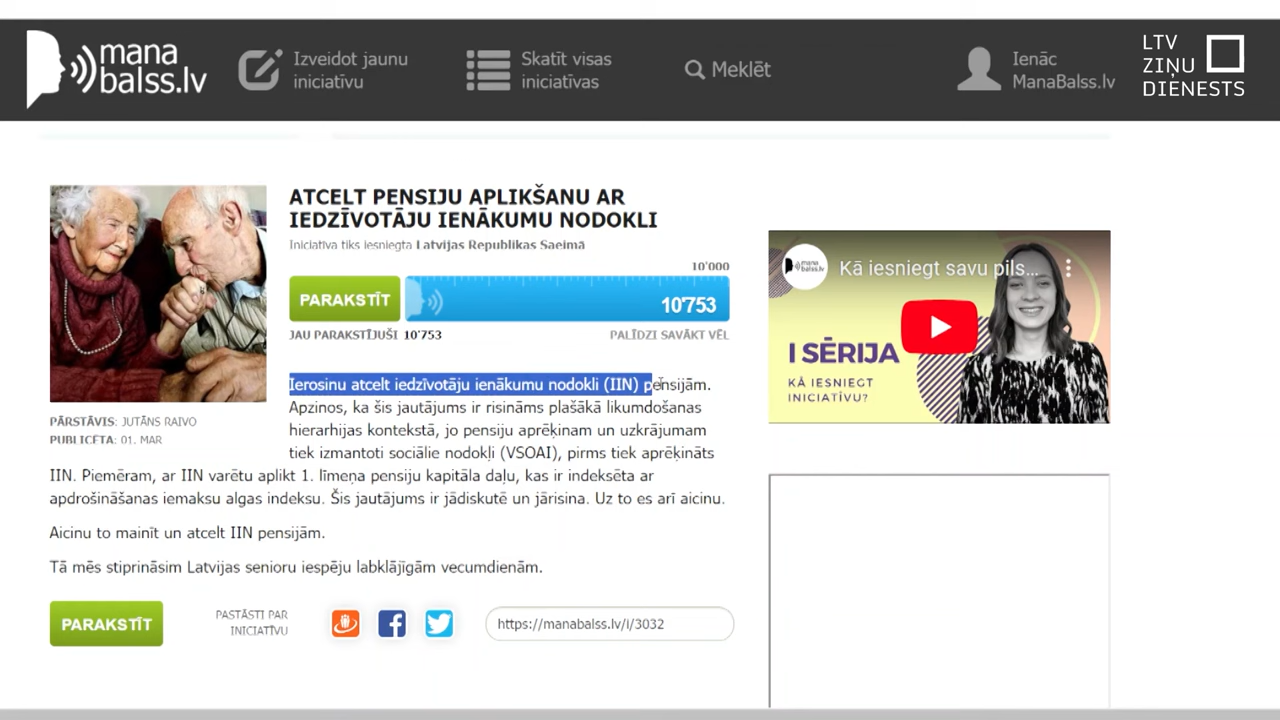 mana
balss.lv
Izveidot jaunu
iniciatīvu
Skatīt visas
iniciatīvas
Meklēt
Ienāc
ManaBalss.lv
LTV
ZIŅU
DIENESTS
ATCELT PENSIJU APLIKŠANU AR
IEDZĪVOTĀJU IENĀKUMU NODOKLI
Iniciatīva tiks iesniegta Latvijas Republikas Saeimā
10'000
PARAKSTĪT
10'753
JAU PARAKSTĪJUŠI 10'753
PALĪDZI SAVĀKT VĒL
Ierosinu atcelt iedzīvotāju ienākumu nodokli (IIN) pensijām.
Apzinos, ka šis jautājums ir risināms plašākā likumdošanas
hierarhijas kontekstā, jo pensiju aprēķinam un uzkrājumam
tiek izmantoti sociālie nodokļi (VSOAI), pirms tiek aprēķināts
IIN. Piemēram, ar IIN varētu aplikt 1. līmeņa pensiju kapitāla daļu, kas ir indeksēta ar
apdrošināšanas iemaksu algas indeksu. Šis jautājums ir jādiskutē un jārisina. Uz to es arī aicinu.
Aicinu to mainīt un atcelt IIN pensijām.
Tā mēs stiprināsim Latvijas senioru iespēju labklājīgām vecumdienām.
PĀRSTĀVIS: JUTĀNS RAIVO
PUBLICĒTA: 01. MAR
PARAKSTĪT
PASTĀSTI PAR
INICIATĪVU
https://manabalss.lv/i/3032
mana
balss.lv
Kā iesniegt savu pils...
I SĒRIJA
KĀ IESNIEGT
INICIATĪVU?